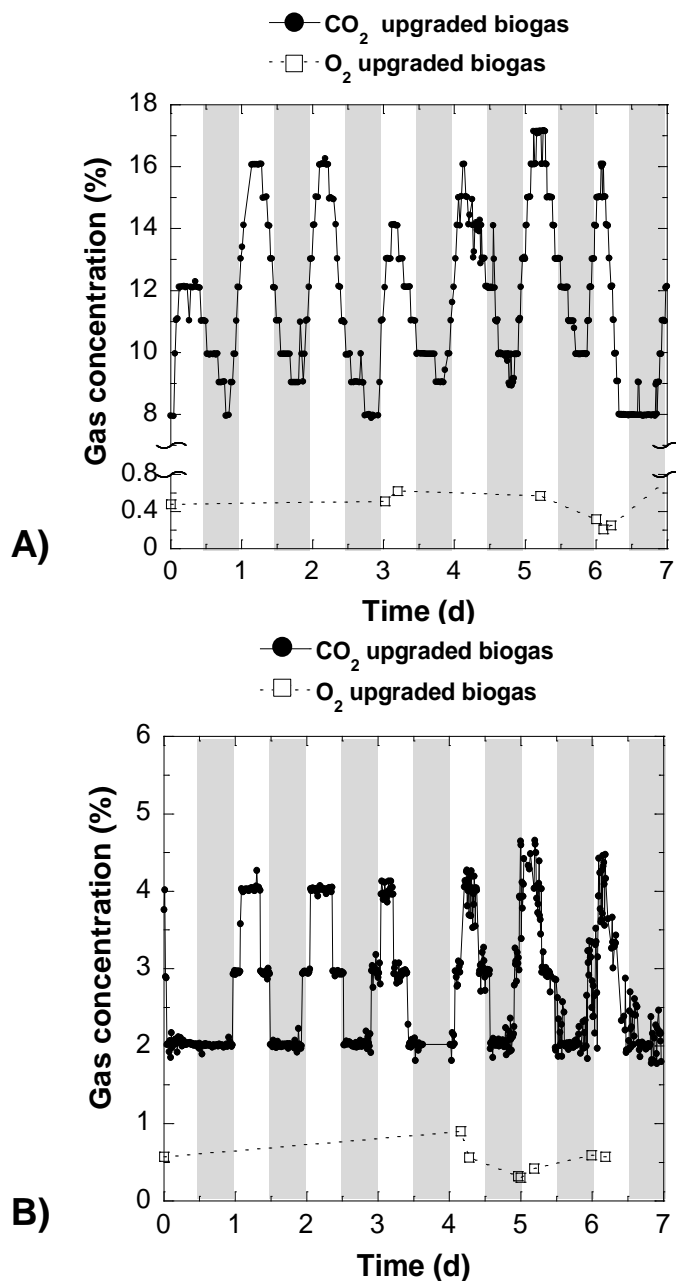 CO2 upgraded biogas
O2 upgraded biogas
18
16
14
12
10
8
0.8
0.4
0
Gas concentration (%)
0 1 2 3 4 5 6 7
Time (d)
A)
CO2 upgraded biogas
O2 upgraded biogas
6
5
4
3
2
1
0
Gas concentration (%)
0 1 2 3 4 5 6 7
Time (d)
B)